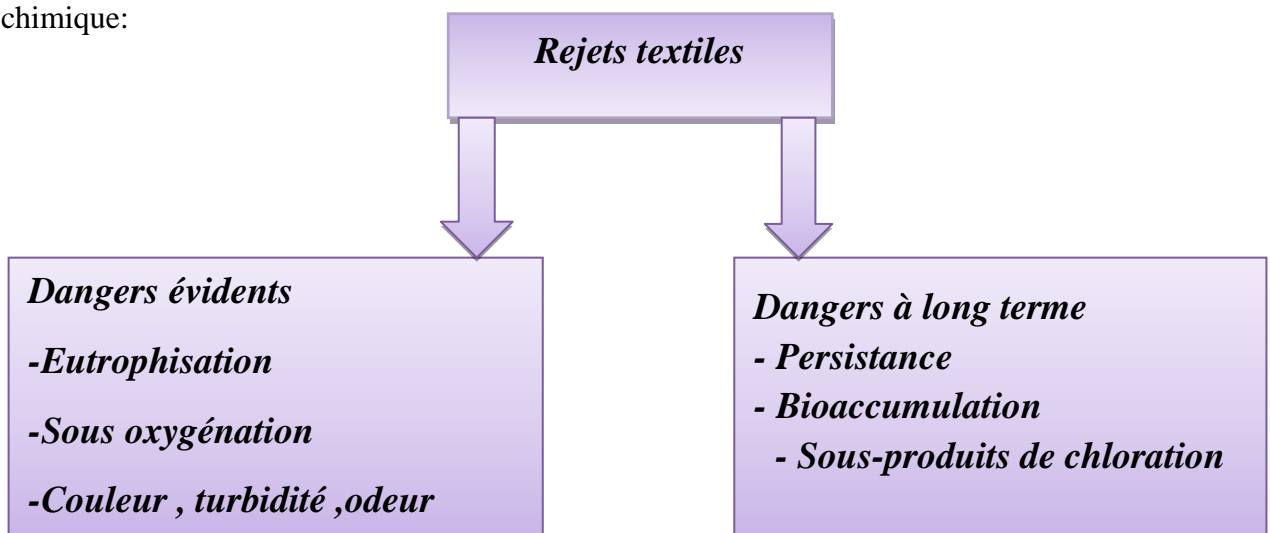 chimique:
Rejets textiles
Dangers évidents
-Eutrophisation
-Sous oxygénation
-Couleur , turbidité ,odeur
Dangers à long terme
- Persistance
- Bioaccumulation
- Sous-produits de chloration